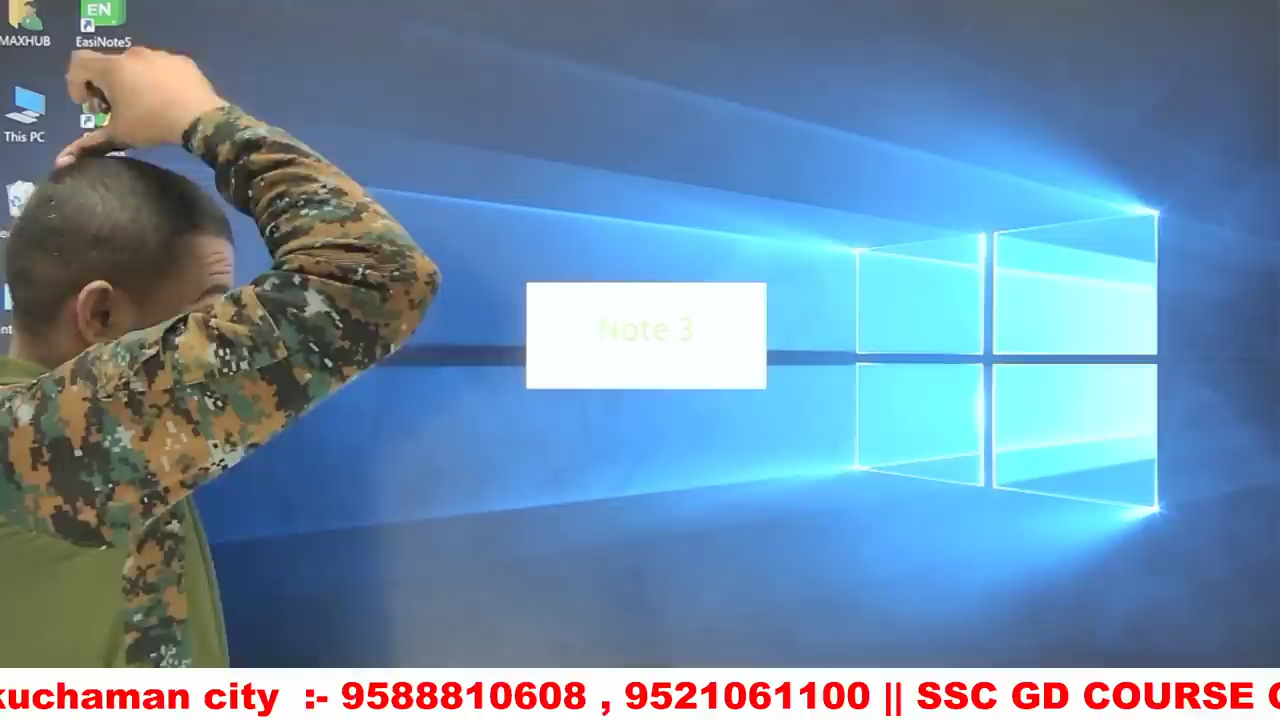 MAXHUB
EasiNote5
EN
This PC
Note 3
kuchaman city :- 9588810608 , 9521061100 || SSC GD COURSE